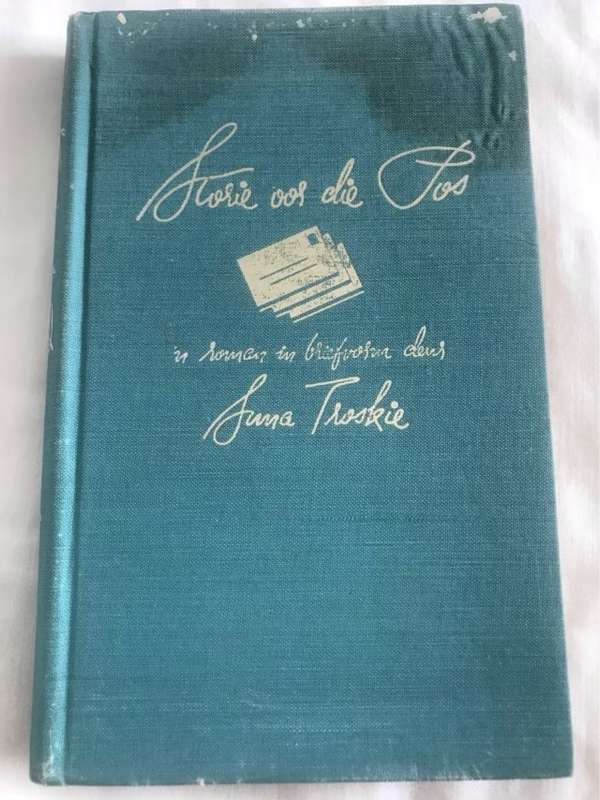 Storie oor die Pos
'n roman in briefvorm deur
Suna Troskie